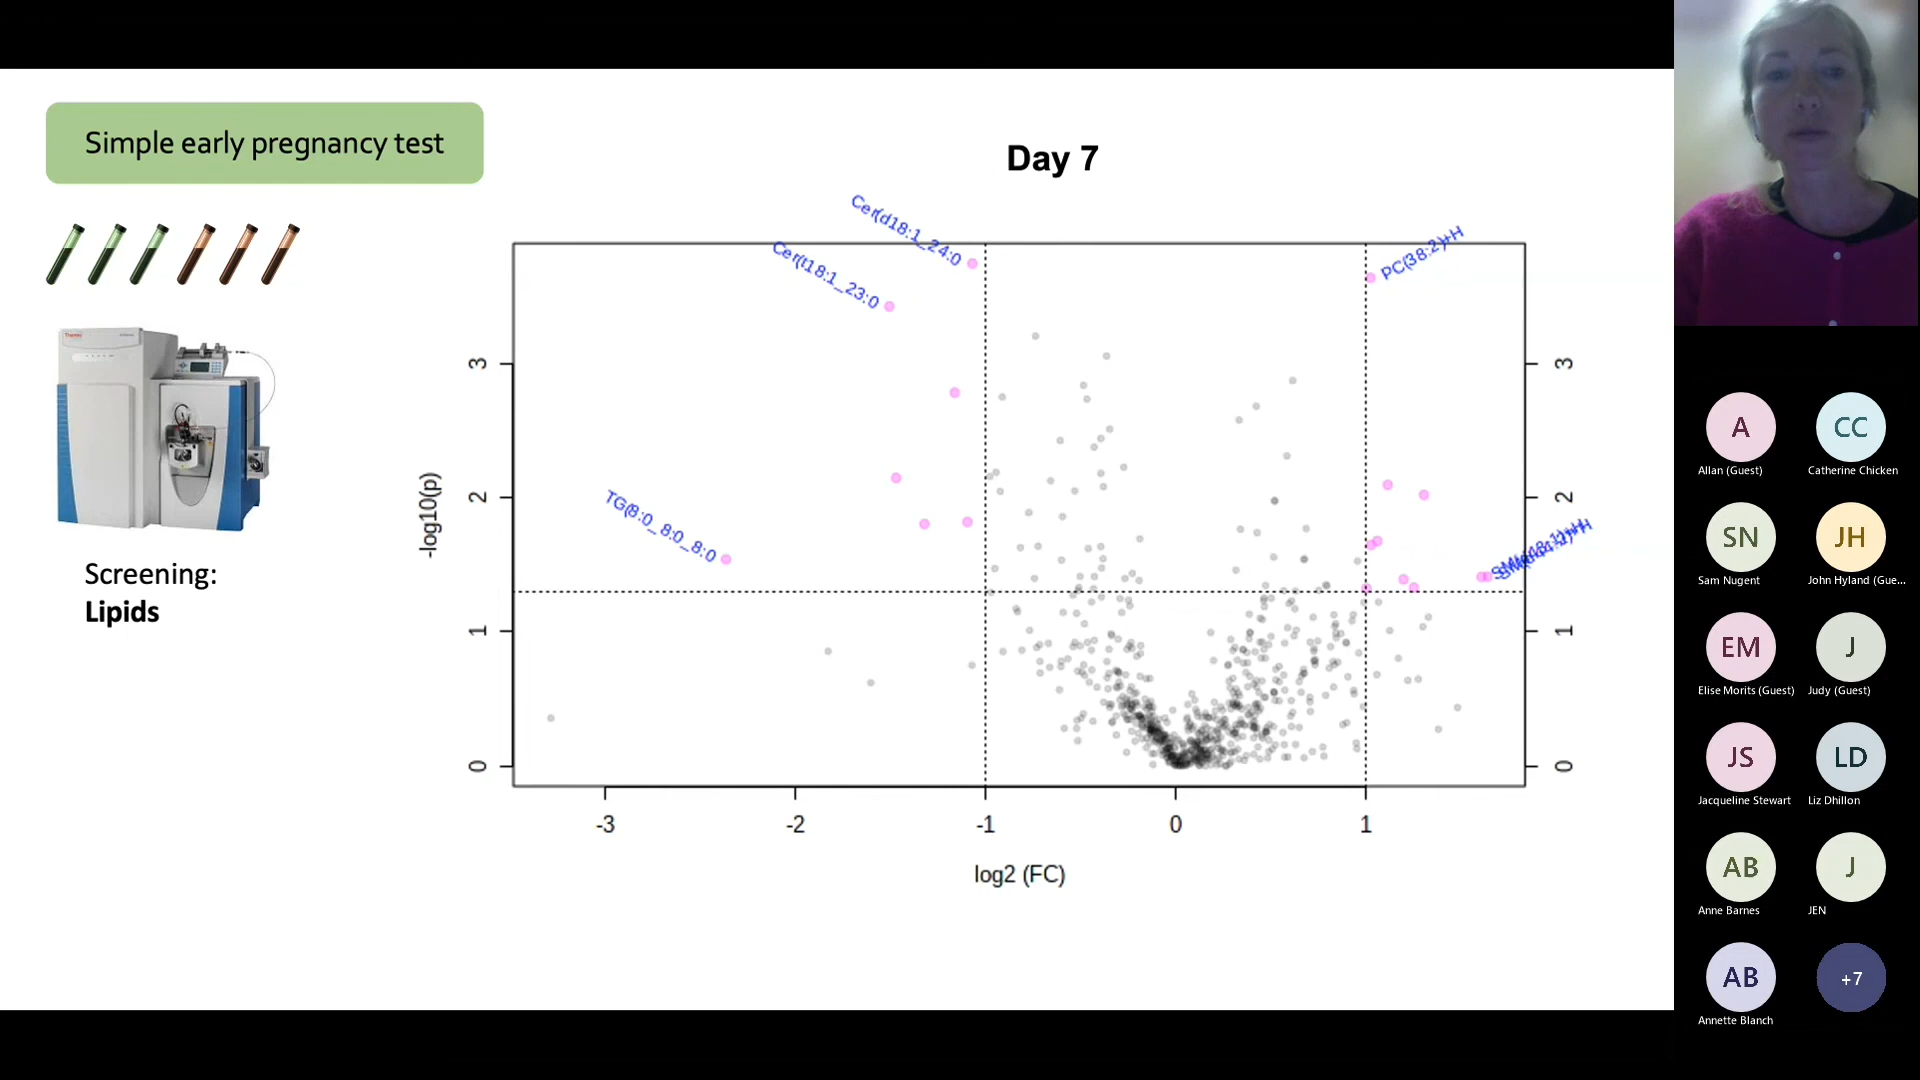 Simple early pregnancy test
Day 7
Cer(d18:1_24:0
Cer(t18:1_23:0
PC(38:2)+H
TG(8:0_8:0_8:0
-log10(p)
3
2
1
0
3
2
1
0
-3
-2
-1
0
1
log2 (FC)
Screening:
Lipids
A
Allan (Guest)
CC
Catherine Chicken
SN
Sam Nugent
JH
John Hyland (Gue...
EM
Elise Morits (Guest)
J
Judy (Guest)
JS
Jacqueline Stewart
LD
Liz Dhillon
AB
Anne Barnes
J
JEN
AB
Annette Blanch
+7